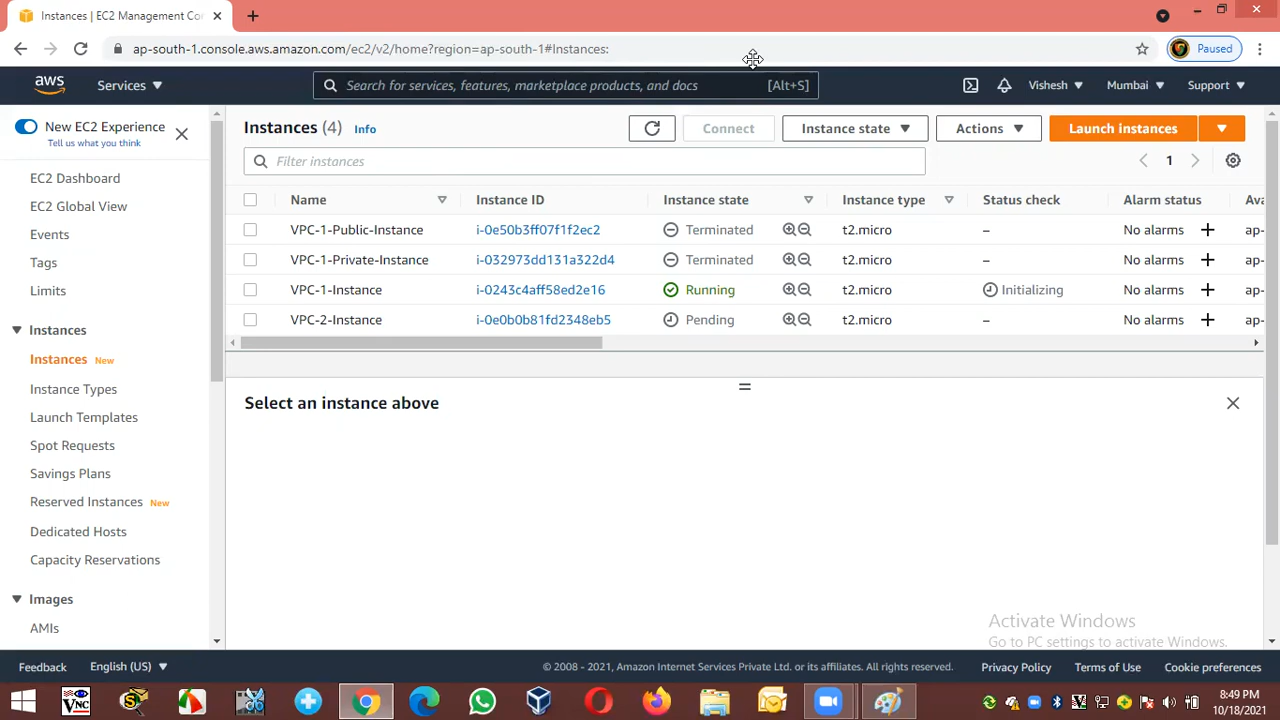 Instances | EC2 Management Co
ap-south-1.console.aws.amazon.com/ec2/v2/home?region=ap-south-1#Instances:
Paused
aws
Services
Search for services, features, marketplace products, and docs
[Alt+S]
Vishesh
Mumbai
Support
New EC2 Experience
Tell us what you think
EC2 Dashboard
EC2 Global View
Events
Tags
Limits
Instances
Instances New
Instance Types
Launch Templates
Spot Requests
Savings Plans
Reserved Instances New
Dedicated Hosts
Capacity Reservations
Images
AMIs
Instances (4) Info
Connect
Instance state
Actions
Launch instances
Filter instances
1
Name Instance ID Instance state Instance type Status check Alarm status Ava
VPC-1-Public-Instance i-0e50b3ff07f1f2ec2 Terminated t2.micro – No alarms + ap-
VPC-1-Private-Instance i-032973dd131a322d4 Terminated t2.micro – No alarms + ap-
VPC-1-Instance i-0243c4aff58ed2e16 Running t2.micro Initializing No alarms + ap-
VPC-2-Instance i-0e0b0b81fd2348eb5 Pending t2.micro – No alarms + ap-
Select an instance above
Activate Windows
Go to PC settings to activate Windows.
Feedback English (US)
© 2008 - 2021, Amazon Internet Services Private Ltd. or its affiliates. All rights reserved. Privacy Policy Terms of Use Cookie preferences
8:49 PM
10/18/2021